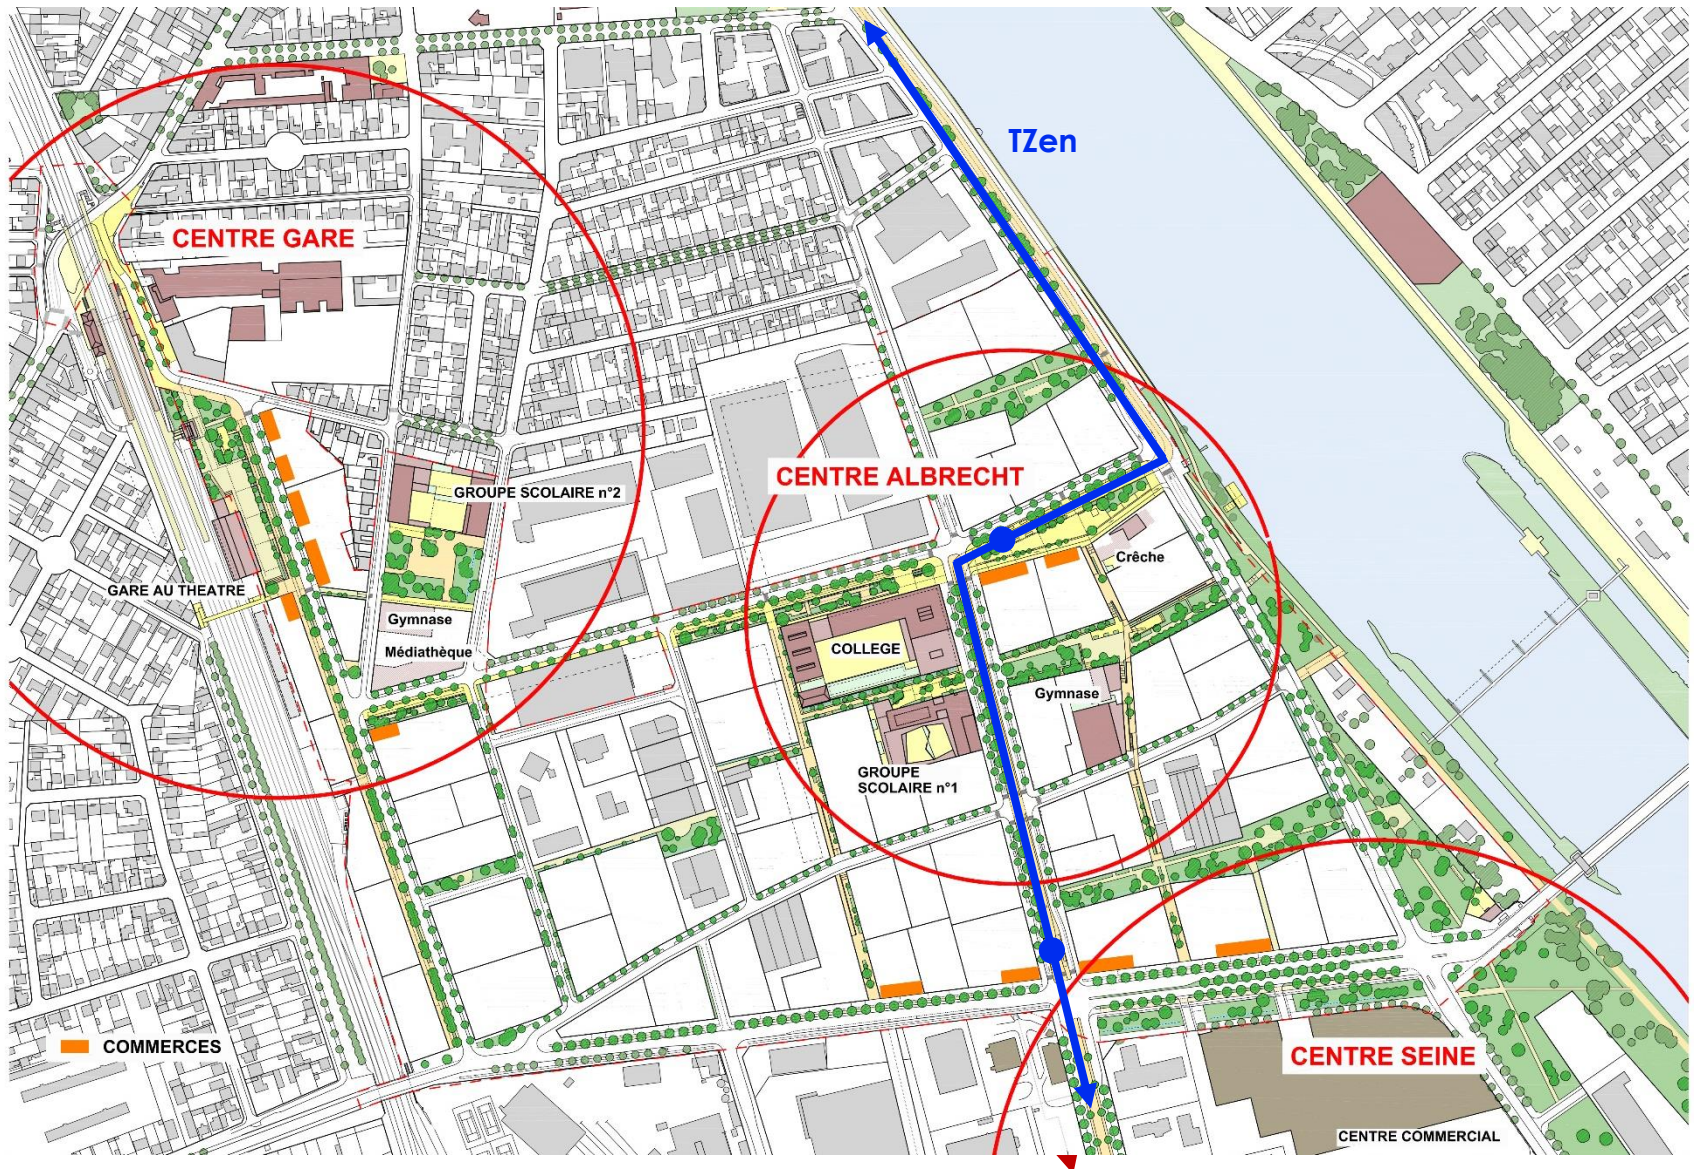 TZen
CENTRE GARE
CENTRE ALBRECHT
GROUPE SCOLAIRE n°2
Crêche
GARE AU THEATRE
Gymnase
Médiathèque
COLLEGE
Gymnase
GROUPE
SCOLAIRE n°1
COMMERCES
CENTRE SEINE
CENTRE COMMERCIAL